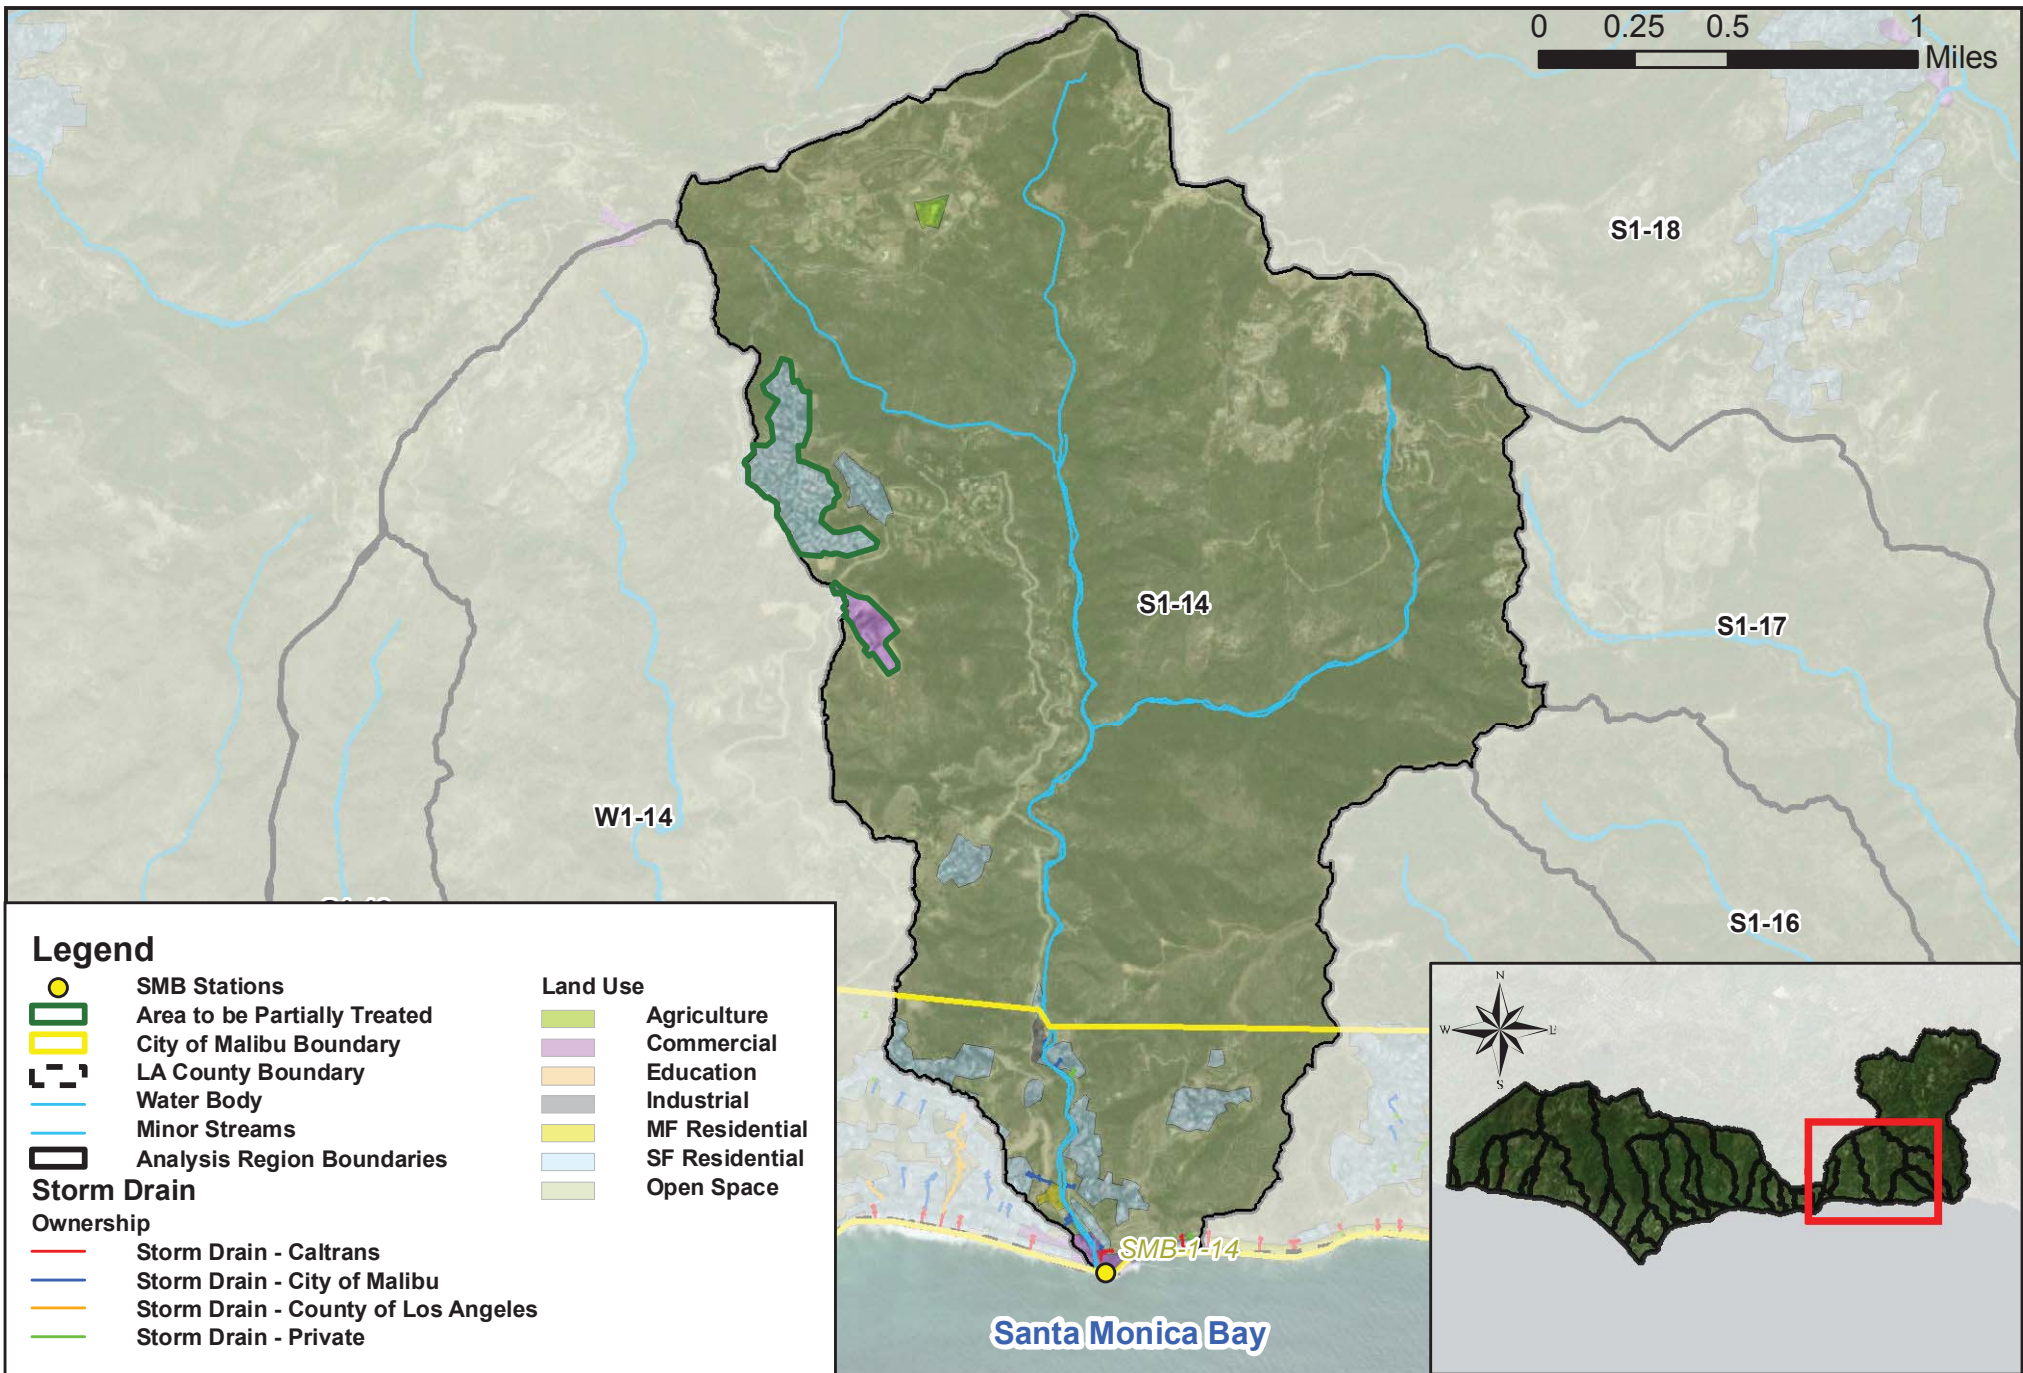 0 0.25 0.5 1
Miles
S1-18
S1-14
S1-17
W1-14
S1-16
Legend
SMB Stations
Area to be Partially Treated
City of Malibu Boundary
LA County Boundary
Water Body
Minor Streams
Analysis Region Boundaries
Storm Drain
Ownership
Storm Drain - Caltrans
Storm Drain - City of Malibu
Storm Drain - County of Los Angeles
Storm Drain - Private
Land Use
Agriculture
Commercial
Education
Industrial
MF Residential
SF Residential
Open Space
SMB-1-14
Santa Monica Bay
N
W
S